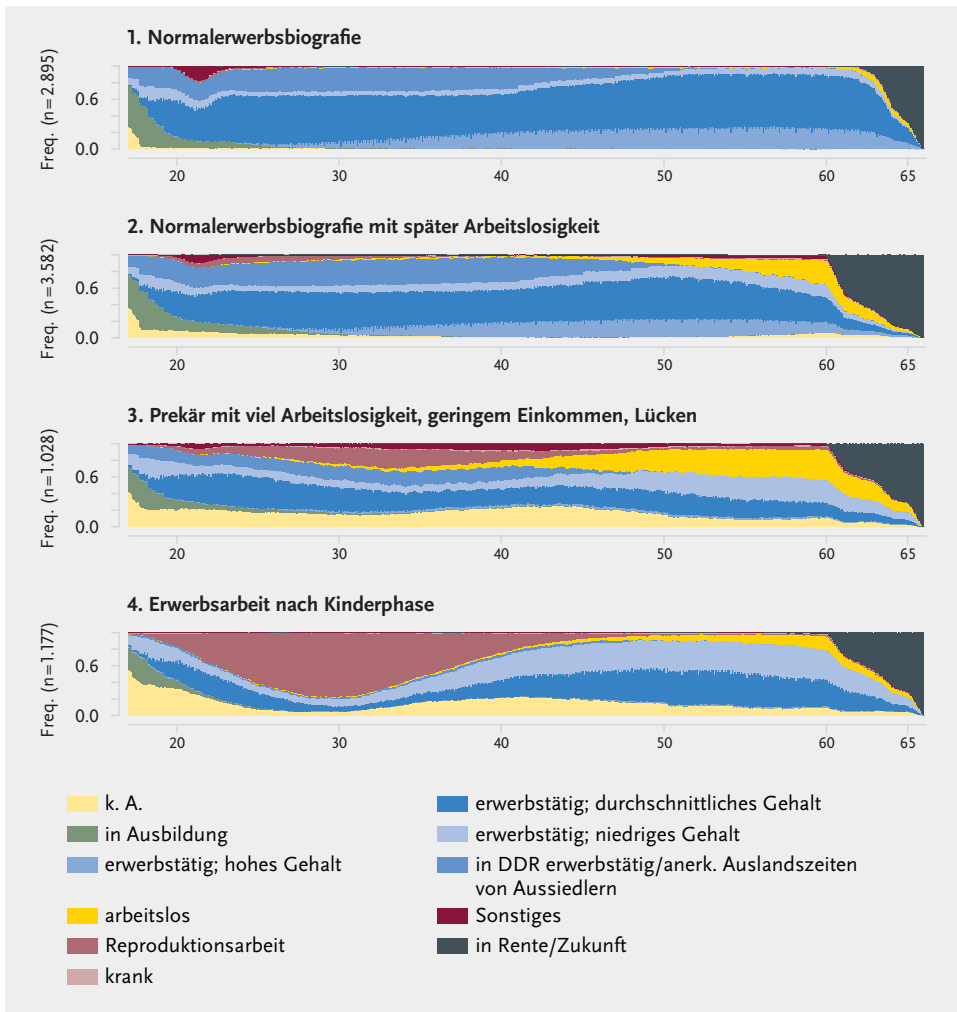 1. Normalerwerbsbiografie
Freq. (n=2.895)
0.6
0.0
20 30 40 50 60 65
2. Normalerwerbsbiografie mit später Arbeitslosigkeit
Freq. (n=3.582)
0.6
0.0
20 30 40 50 60 65
3. Prekär mit viel Arbeitslosigkeit, geringem Einkommen, Lücken
Freq. (n=1.028)
0.6
0.0
20 30 40 50 60 65
4. Erwerbsarbeit nach Kinderphase
Freq. (n=1.177)
0.6
0.0
20 30 40 50 60 65
k. A.
in Ausbildung
erwerbstätig; hohes Gehalt
arbeitslos
Reproduktionsarbeit
krank
erwerbstätig; durchschnittliches Gehalt
erwerbstätig; niedriges Gehalt
in DDR erwerbstätig/anerk. Auslandszeiten
von Aussiedlern
Sonstiges
in Rente/Zukunft